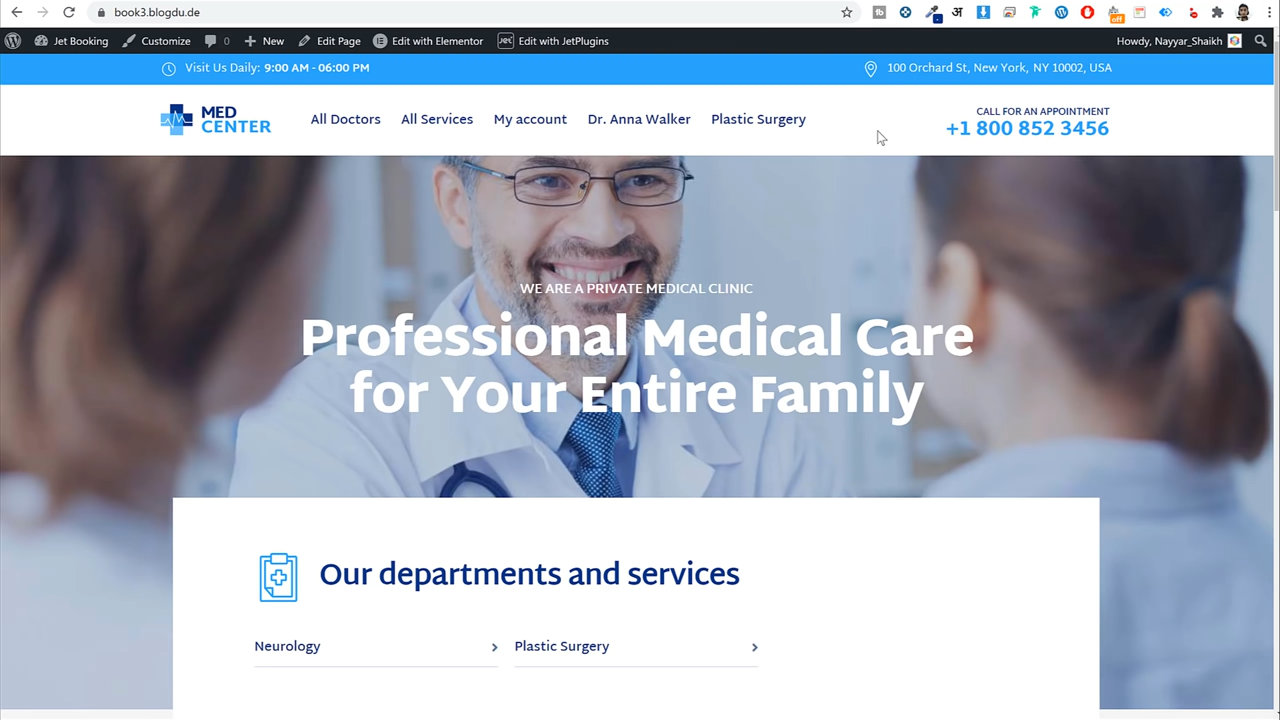 book3.blogdu.de
अ
off
Jet Booking
Customize
0
New
Edit Page
Edit with Elementor
Jet
Edit with JetPlugins
Howdy, Nayyar_Shaikh
Visit Us Daily: 9:00 AM - 06:00 PM
100 Orchard St, New York, NY 10002, USA
MED
CENTER
All Doctors
All Services
My account
Dr. Anna Walker
Plastic Surgery
CALL FOR AN APPOINTMENT
+1 800 852 3456
WE ARE A PRIVATE MEDICAL CLINIC
Professional Medical Care
for Your Entire Family
Our departments and services
Neurology
Plastic Surgery